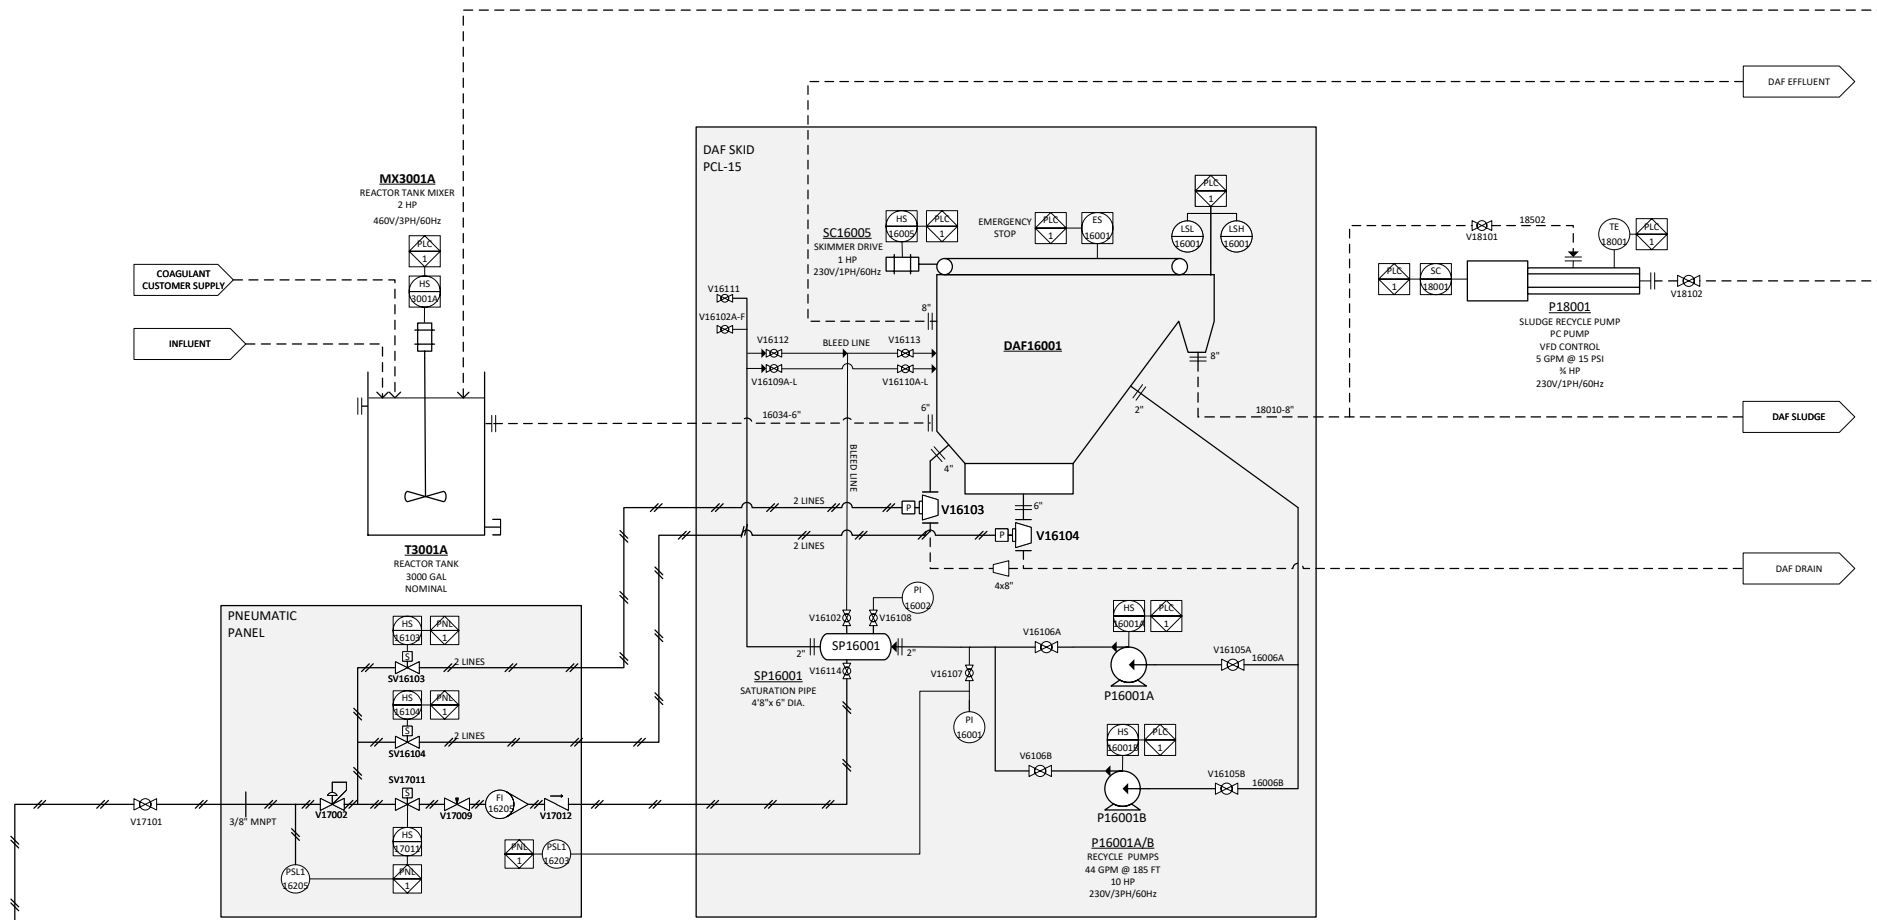 DAF EFFLUENT
DAF SKID
PCL-15
MX3001A
REACTOR TANK MIXER
2 HP
460V/3PH/60Hz
PLC
1
HS
3001A
COAGULANT
CUSTOMER SUPPLY
INFLUENT
T3001A
REACTOR TANK
3000 GAL
NOMINAL
16034-6"
SC16005
SKIMMER DRIVE
1 HP
230V/1PH/60Hz
HS
16005
PLC
1
EMERGENCY
STOP
PLC
1
ES
16001
PLC
1
LSL
16001
LSH
16001
V16111
V16102A-F
V16112
BLEED LINE
V16113
V16109A-L
V16110A-L
8"
6"
DAF16001
8"
2"
4"
6"
BLEED LINE
18010-8"
V18101
18502
TE
18001
PLC
1
PLC
1
SC
18001
V18102
P18001
SLUDGE RECYCLE PUMP
PC PUMP
VFD CONTROL
5 GPM @ 15 PSI
¾ HP
230V/1PH/60Hz
DAF SLUDGE
2 LINES
P
V16103
2 LINES
P
V16104
4x8"
DAF DRAIN
PNEUMATIC
PANEL
HS
16103
PNL
1
S
SV16103
2 LINES
HS
16104
PNL
1
S
SV16104
2 LINES
SV17011
S
V17101
3/8" MNPT
V17002
V17009
FI
16205
V17012
HS
17011
PNL
1
PSL1
16205
PNL
1
PSL1
16203
V16102
V16108
PI
16002
2"
SP16001
2"
V16114
SP16001
SATURATION PIPE
4'8"x 6" DIA.
V16107
PI
16001
V16106A
HS
16001A
PLC
1
V16105A
16006A
P16001A
V6106B
HS
16001B
PLC
1
V16105B
16006B
P16001B
P16001A/B
RECYCLE PUMPS
44 GPM @ 185 FT
10 HP
230V/3PH/60Hz